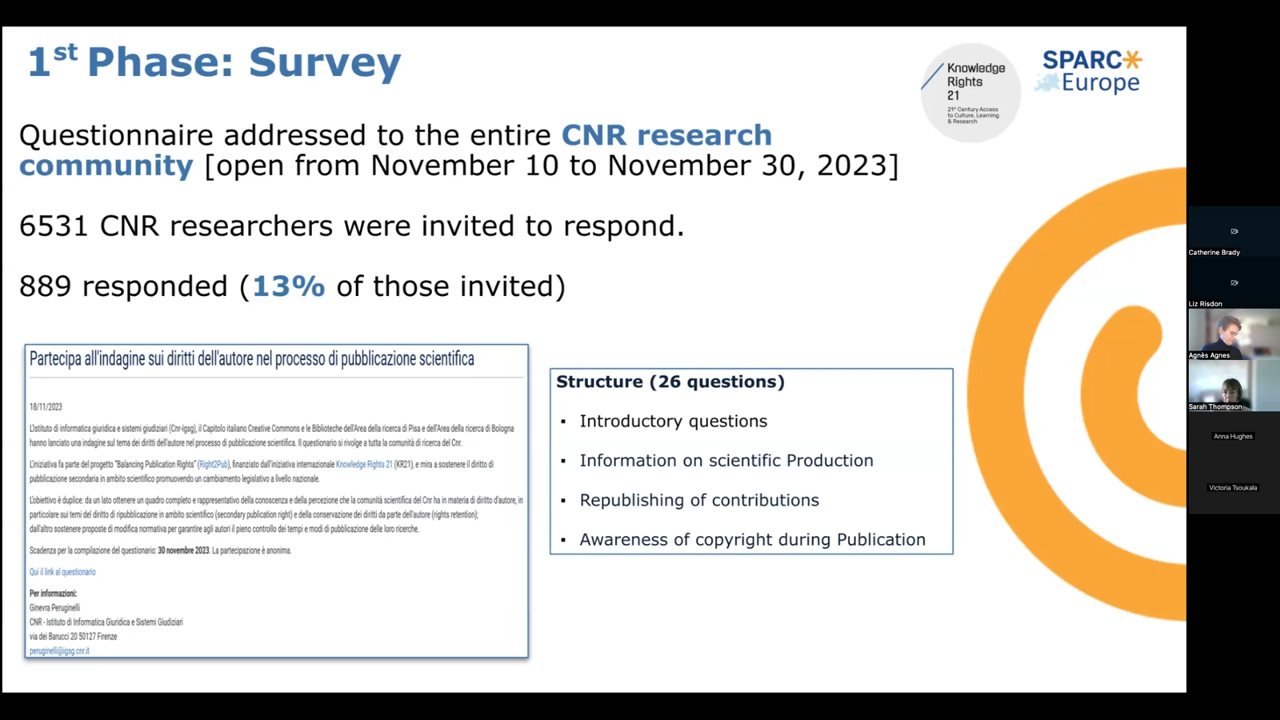 1st Phase: Survey
Knowledge
Rights
21
21st Century Access
to Culture, Learning
& Research
SPARC
Europe
Questionnaire addressed to the entire CNR research
community [open from November 10 to November 30, 2023]
6531 CNR researchers were invited to respond.
889 responded (13% of those invited)
Partecipa all'indagine sui diritti dell'autore nel processo di pubblicazione scientifica
18/11/2023
L'Istituto di informatica giuridica e sistemi giudiziari (Cnr-Igsg), il Capitolo italiano Creative Commons e le Biblioteche dell'Area della ricerca di Pisa e dell'Area della ricerca di Bologna
hanno lanciato una indagine sul tema dei diritti dell'autore nel processo di pubblicazione scientifica. Il questionario si rivolge a tutta la comunità di ricerca del Cnr.
L'iniziativa fa parte del progetto "Balancing Publication Rights" (Right2Pub), finanziato dall'iniziativa internazionale Knowledge Rights 21 (KR21), e mira a sostenere il diritto di
pubblicazione secondaria in ambito scientifico promuovendo un cambiamento legislativo a livello nazionale.
L'obiettivo è duplice: da un lato ottenere un quadro completo e rappresentativo della conoscenza e della percezione che la comunità scientifica del Cnr ha in materia di diritto d'autore, in
particolare sui temi del diritto di ripubblicazione in ambito scientifico (secondary publication right) e della conservazione dei diritti da parte dell'autore (rights retention);
dall'altro sostenere proposte di modifica normativa per garantire agli autori il pieno controllo dei tempi e modi di pubblicazione delle loro ricerche.
Scadenza per la compilazione del questionario: 30 novembre 2023. La partecipazione è anonima.
Qui il link al questionario
Per informazioni:
Ginevra Peruginelli
CNR - Istituto di Informatica Giuridica e Sistemi Giudiziari
via dei Barucci 20 50127 Firenze
peruginelli@igsg.cnr.it
Structure (26 questions)
▪ Introductory questions
▪ Information on scientific Production
▪ Republishing of contributions
▪ Awareness of copyright during Publication
Catherine Brady
Liz Risdon
Agnès Agnes
Sarah Thompson
Anna Hughes
Victoria Tsoukala